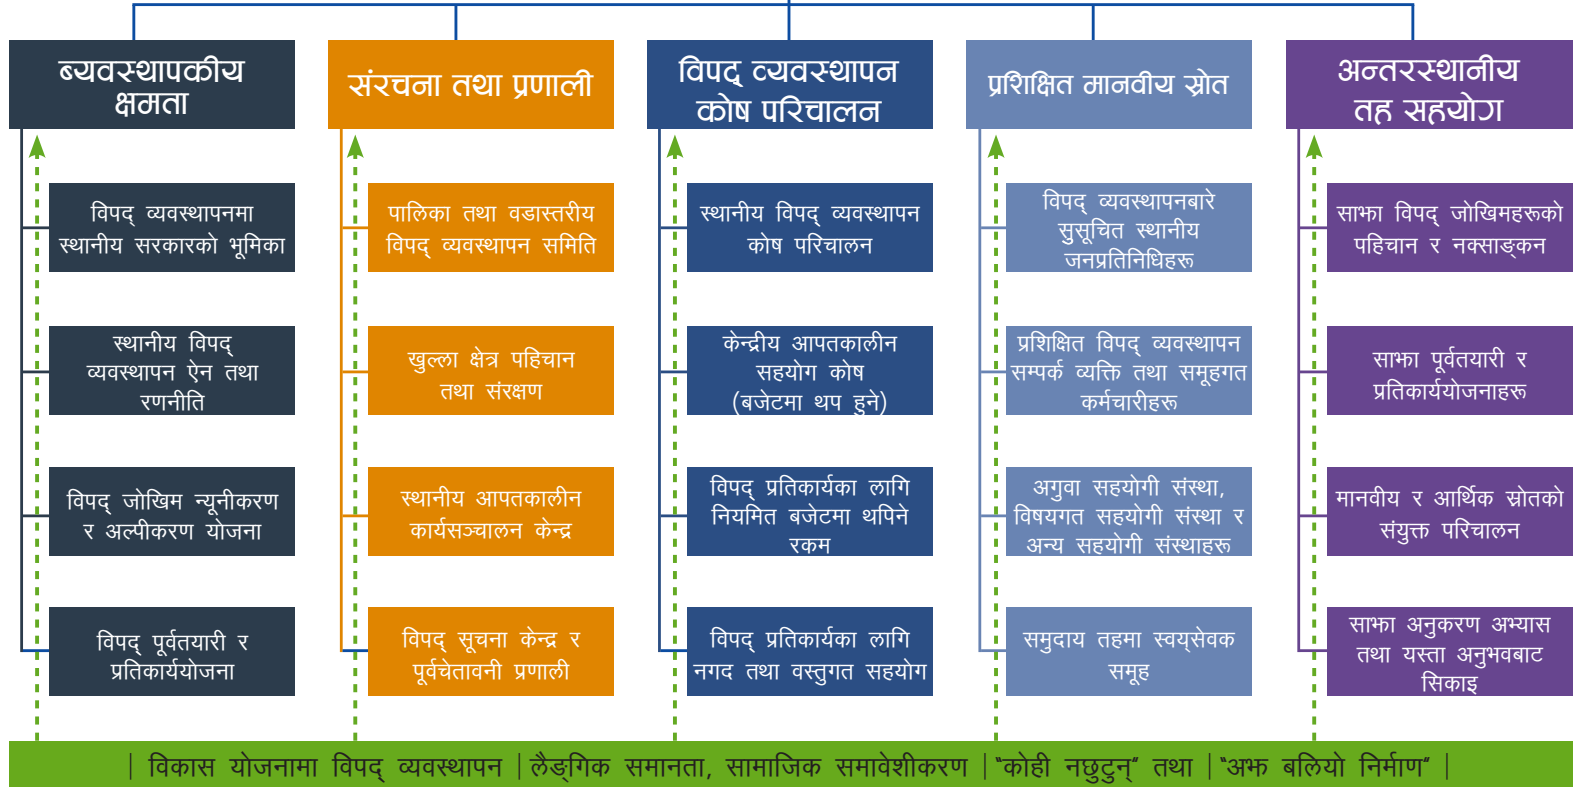 ब्यवस्थापकीय
क्षमता
विपद् व्यवस्थापनमा
स्थानीय सरकारको भूमिका
स्थानीय विपद्
व्यवस्थापन ऐन तथा
रणनीति
विपद् जोखिम न्यूनीकरण
र अल्पीकरण योजना
विपद् पूर्वतयारी र
प्रतिकार्ययोजना
संरचना तथा प्रणाली
पालिका तथा वडास्तरीय
विपद् व्यवस्थापन समिति
खुल्ला क्षेत्र पहिचान
तथा संरक्षण
स्थानीय आपतकालीन
कार्यसञ्चालन केन्द्र
विपद् सूचना केन्द्र र
पूर्वचेतावनी प्रणाली
विपद् व्यवस्थापन
कोष परिचालन
स्थानीय विपद् व्यवस्थापन
कोष परिचालन
केन्द्रीय आपतकालीन
सहयोग कोष
(बजेटमा थप हुने)
विपद् प्रतिकार्यका लागि
नियमित बजेटमा थपिने
रकम
विपद् प्रतिकार्यका लागि
नगद तथा वस्तुगत सहयोग
प्रशिक्षित मानवीय स्रोत
विपद् व्यवस्थापनबारे
सुसूचित स्थानीय
जनप्रतिनिधिहरू
प्रशिक्षित विपद् व्यवस्थापन
सम्पर्क व्यक्ति तथा समूहगत
कर्मचारीहरू
अगुवा सहयोगी संस्था,
विषयगत सहयोगी संस्था र
अन्य सहयोगी संस्थाहरू
समुदाय तहमा स्वय्सेवक
समूह
अन्तरस्थानीय
तह सहयोग
साझा विपद् जोखिमहरूको
पहिचान र नक्साङ्कन
साझा पूर्वतयारी र
प्रतिकार्ययोजनाहरू
मानवीय र आर्थिक स्रोतको
संयुक्त परिचालन
साझा अनुकरण अभ्यास
तथा यस्ता अनुभवबाट
सिकाइ
| विकास योजनामा विपद् व्यवस्थापन | लैङ्गिक समानता, सामाजिक समावेशीकरण | "कोही नछुटुन्" तथा | "अझ बलियो निर्माण" |